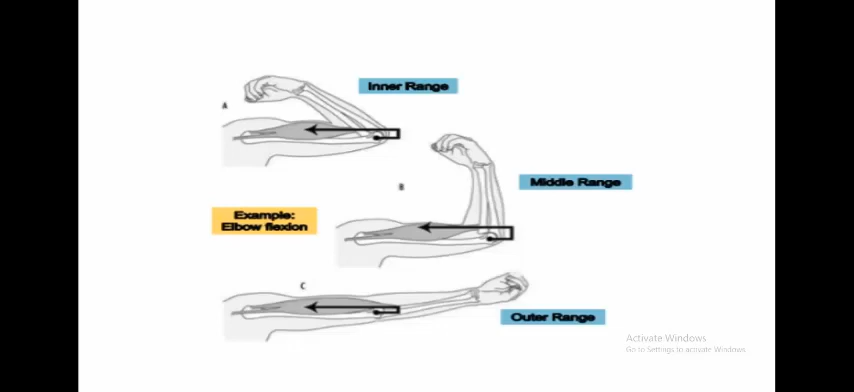 Inner Range
A
B
Middle Range
Example:
Elbow flexion
C
Outer Range
Activate Windows
Go to Settings to activate Windows